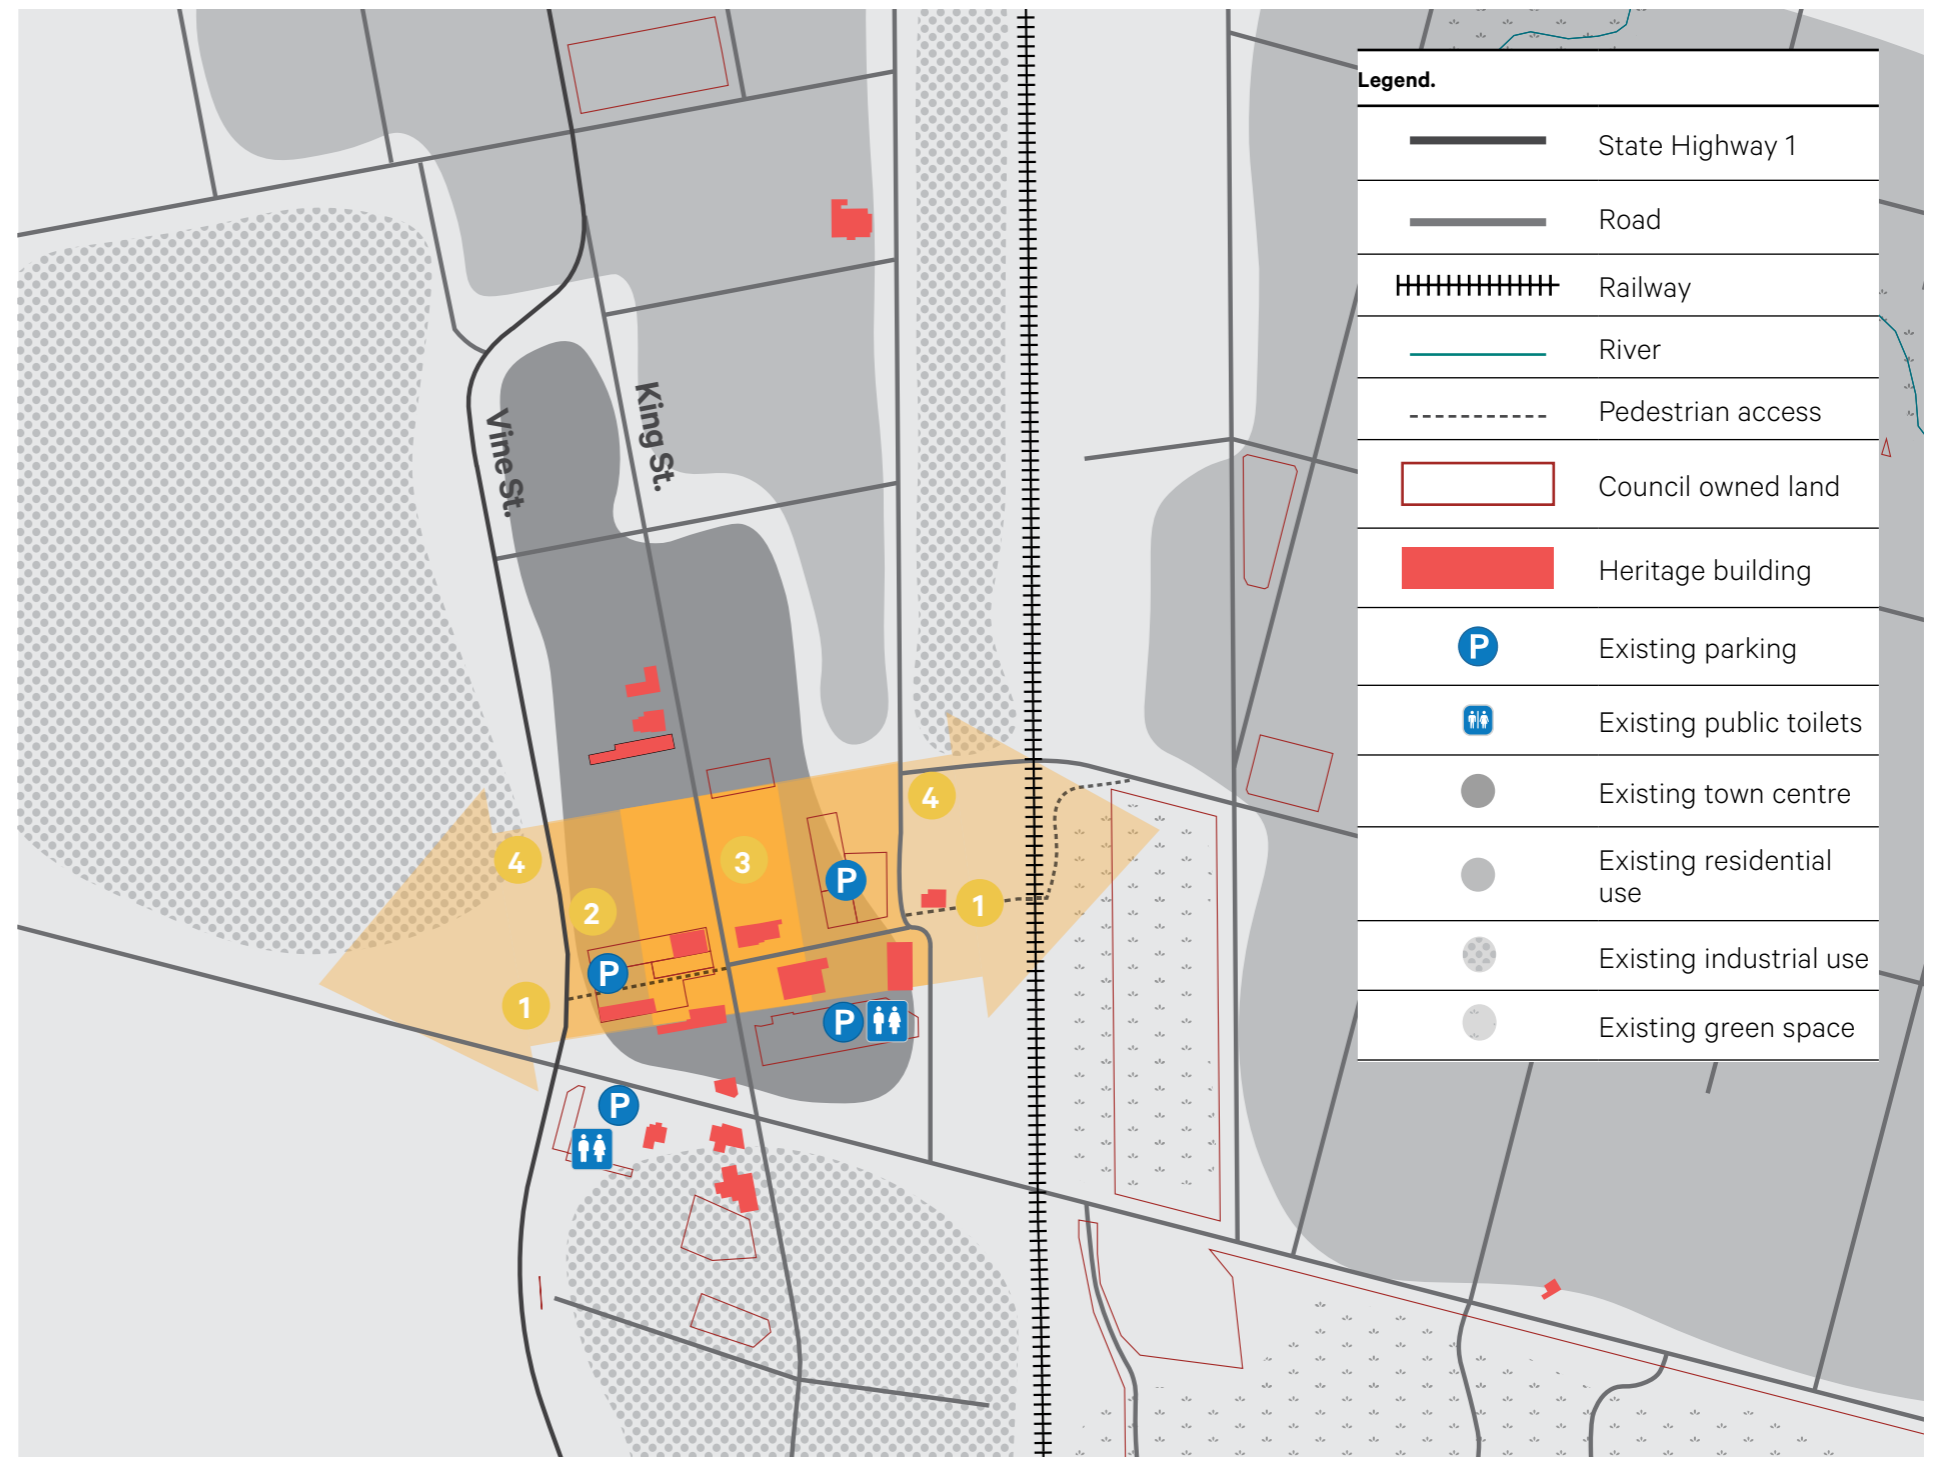 Legend.
State Highway 1
Road
Railway
River
Pedestrian access
Council owned land
Heritage building
P
Existing parking
Existing public toilets
Existing town centre
Existing residential
use
Existing industrial use
Existing green space
Vine St.
King St.
4
4
3
P
2
1
P
1
P
P